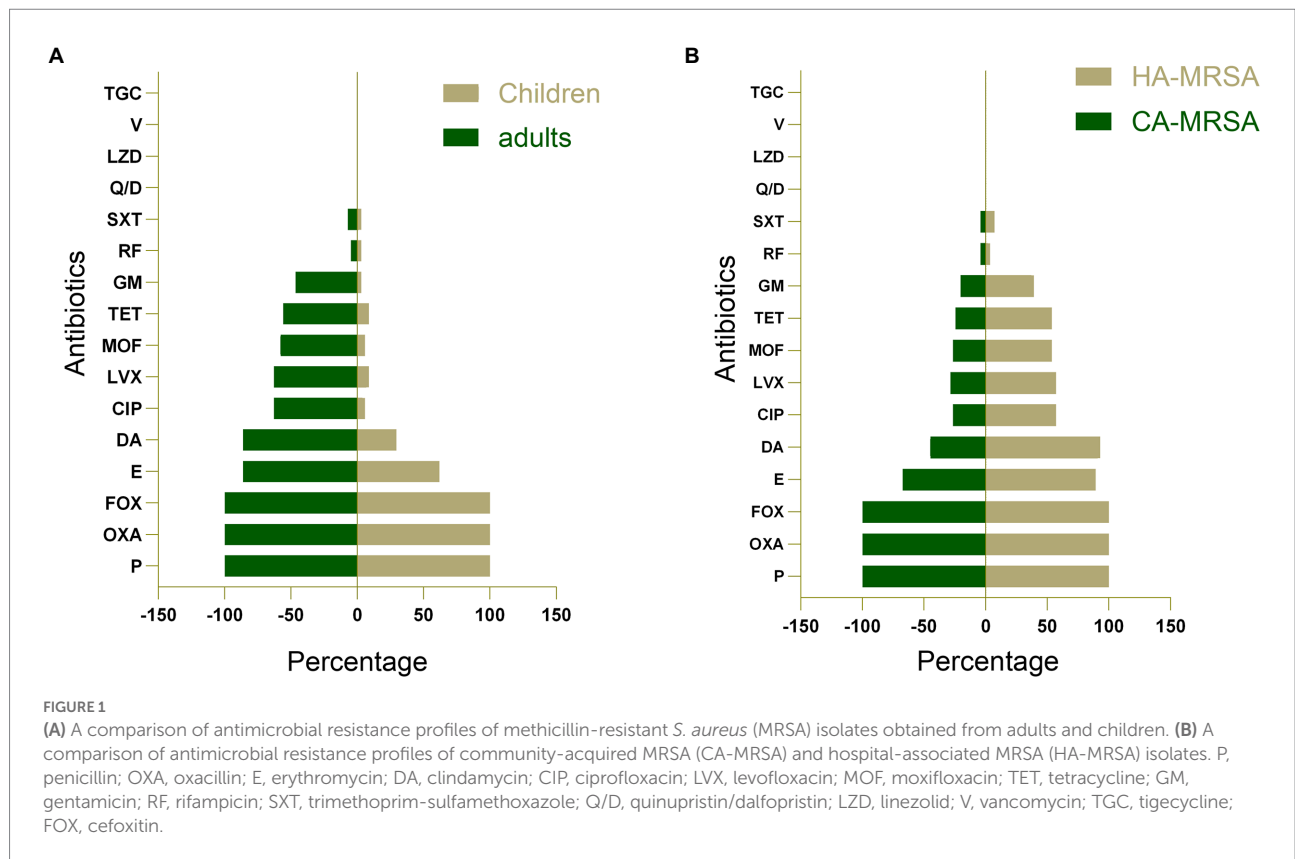 A
Children
adults
Antibiotics
TGC
V
LZD
Q/D
SXT
RF
GM
TET
MOF
LVX
CIP
DA
E
FOX
OXA
P
-150 -100 -50 0 50 100 150
Percentage
B
HA-MRSA
CA-MRSA
Antibiotics
TGC
V
LZD
Q/D
SXT
RF
GM
TET
MOF
LVX
CIP
DA
E
FOX
OXA
P
-150 -100 -50 0 50 100 150
Percentage
FIGURE 1
(A) A comparison of antimicrobial resistance profiles of methicillin-resistant S. aureus (MRSA) isolates obtained from adults and children. (B) A
comparison of antimicrobial resistance profiles of community-acquired MRSA (CA-MRSA) and hospital-associated MRSA (HA-MRSA) isolates. P,
penicillin; OXA, oxacillin; E, erythromycin; DA, clindamycin; CIP, ciprofloxacin; LVX, levofloxacin; MOF, moxifloxacin; TET, tetracycline; GM,
gentamicin; RF, rifampicin; SXT, trimethoprim-sulfamethoxazole; Q/D, quinupristin/dalfopristin; LZD, linezolid; V, vancomycin; TGC, tigecycline;
FOX, cefoxitin.